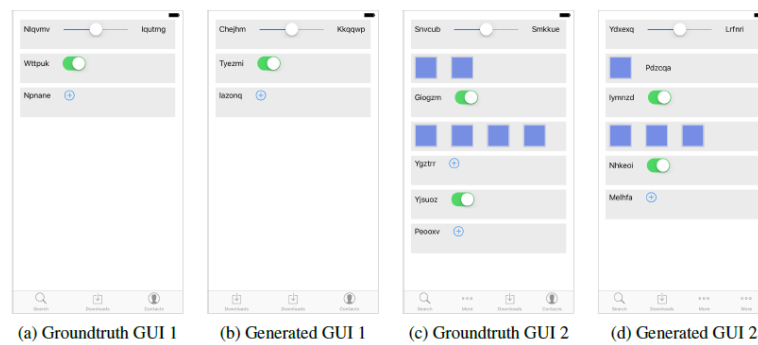 Nlqvmv Iqutmg
Wttpuk
Npnane
Search Downloads Contacts
(a) Groundtruth GUI 1
Chejhm Kkqqwp
Tyezmi
Iazonq
Downloads Downloads Contacts
(b) Generated GUI 1
Snvcub Smkkue
Giogzm
Ygztrr
Yjsuoz
Peooxv
Search More Downloads Contacts
(c) Groundtruth GUI 2
Ydxexq Lrfnri
Pdzcqa
Iymnzd
Nhkeoi
Melhfa
Search Downloads More More
(d) Generated GUI 2